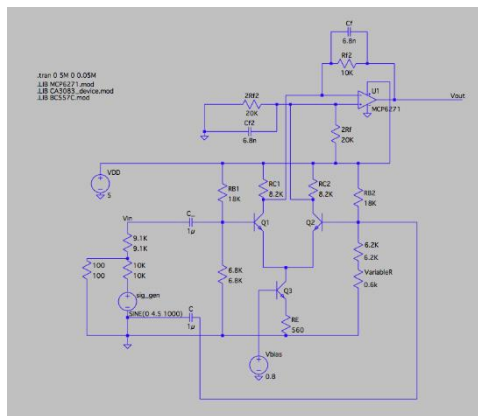 .tran 0 5M 0 0.05M
.LIB MCP6271.mod
.LIB CA3083_device.mod
.LIB BC557C.mod
Cf
6.8n
Rf2
10K
U1
MCP6271
Vout
2Rf2
20K
Cf2
6.8n
2Rf
20K
VDD
5
RB1
18K
RC1
8.2K
RC2
8.2K
RB2
18K
Vin
C_
1µ
Q1
Q2
9.1K
9.1K
100
100
10K
10K
6.8K
6.8K
6.2K
6.2K
VariableR
0.6k
sig_gen
SINE(0 4.5 1000)
C
1µ
Q3
RE
560
Vbias
0.8